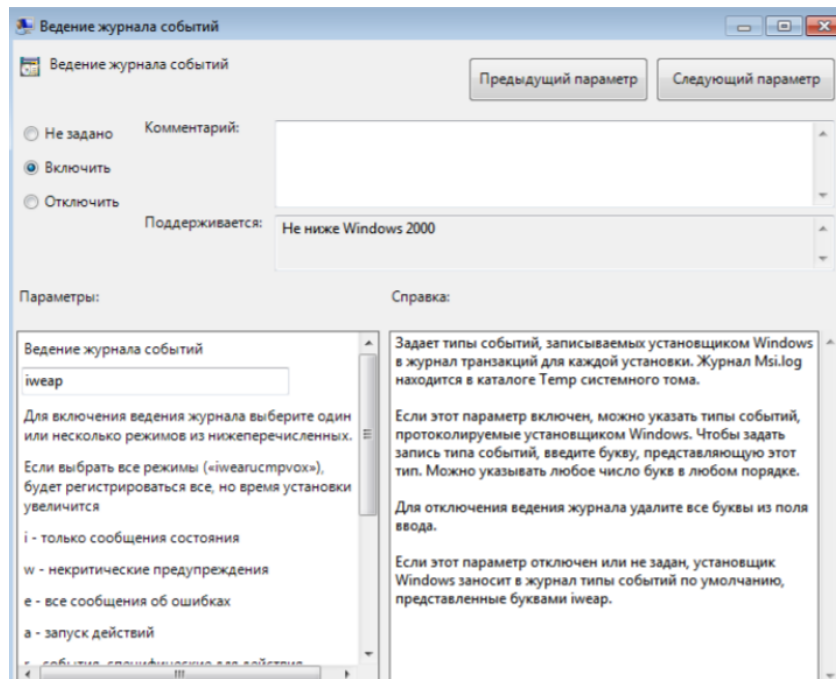 Ведение журнала событий
Ведение журнала событий
Предыдущий параметр
Следующий параметр
Не задано
Комментарий:
Включить
Отключить
Поддерживается:
Не ниже Windows 2000
Параметры:
Справка:
Ведение журнала событий
iweap
Для включения ведения журнала выберите один
или несколько режимов из нижеперечисленных.
Если выбрать все режимы («iwearucmpvox»),
будет регистрироваться все, но время установки
увеличится
i - только сообщения состояния
w - некритические предупреждения
e - все сообщения об ошибках
a - запуск действий
r - события, специфические для действия
Задает типы событий, записываемых установщиком Windows
в журнал транзакций для каждой установки. Журнал Msi.log
находится в каталоге Temp системного тома.
Если этот параметр включен, можно указать типы событий,
протоколируемые установщиком Windows. Чтобы задать
запись типа событий, введите букву, представляющую этот
тип. Можно указывать любое число букв в любом порядке.
Для отключения ведения журнала удалите все буквы из поля
ввода.
Если этот параметр отключен или не задан, установщик
Windows заносит в журнал типы событий по умолчанию,
представленные буквами iweap.